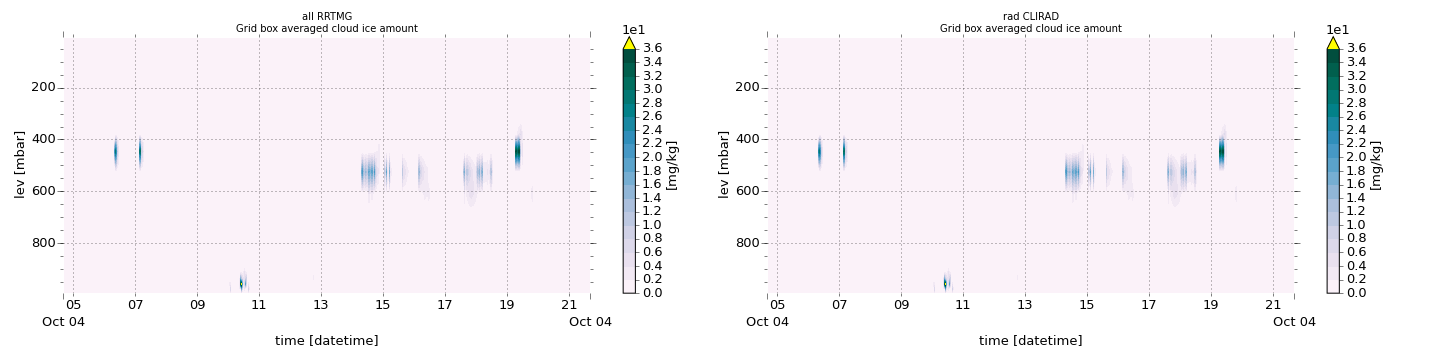 all RRTMG
Grid box averaged cloud ice amount
1e1
3.6
3.4
3.2
3.0
2.8
2.6
2.4
2.2
2.0
1.8
1.6
1.4
1.2
1.0
0.8
0.6
0.4
0.2
0.0
[mg/kg]
lev [mbar]
200
400
600
800
05 07 09 11 13 15 17 19 21
Oct 04 Oct 04
time [datetime]
rad CLIRAD
Grid box averaged cloud ice amount
1e1
3.6
3.4
3.2
3.0
2.8
2.6
2.4
2.2
2.0
1.8
1.6
1.4
1.2
1.0
0.8
0.6
0.4
0.2
0.0
[mg/kg]
lev [mbar]
200
400
600
800
05 07 09 11 13 15 17 19 21
Oct 04 Oct 04
time [datetime]